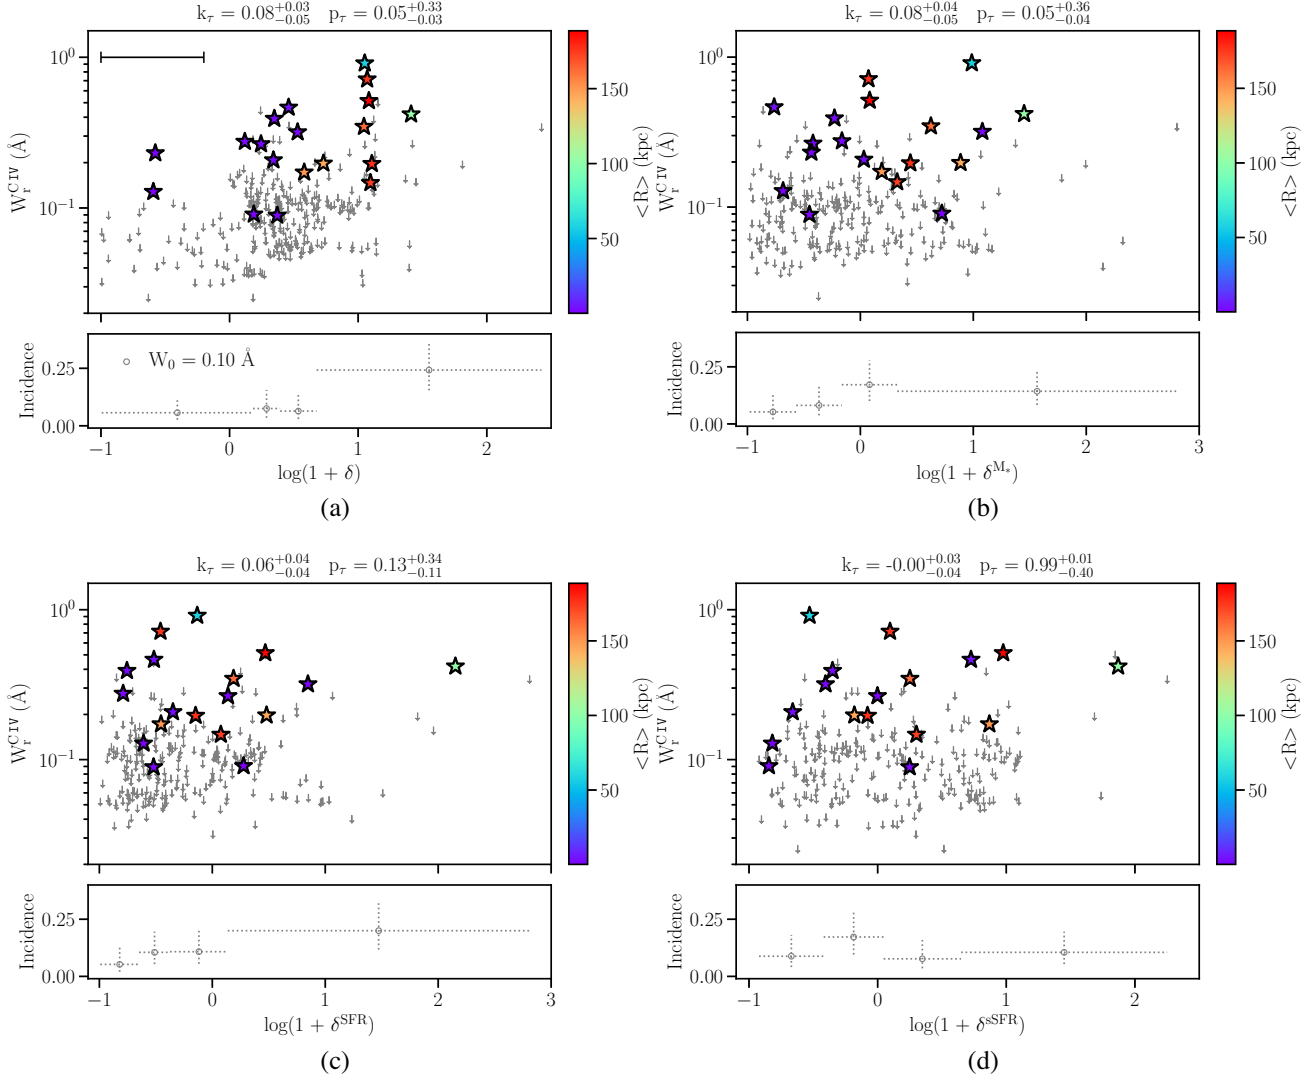 k_τ = 0.08^{+0.03}_{-0.05} p_τ = 0.05^{+0.33}_{-0.03}
10^0
10^{-1}
W_r^{C IV} (Å)
150
100
50
<R> (kpc)
W_0 = 0.10 Å
0.25
0.00
Incidence
−1 0 1 2
log(1 + δ)
(a)
k_τ = 0.08^{+0.04}_{-0.05} p_τ = 0.05^{+0.36}_{-0.04}
10^0
10^{-1}
W_r^{C IV} (Å)
150
100
50
<R> (kpc)
0.25
0.00
Incidence
−1 0 1 2 3
log(1 + δ^{M_*})
(b)
k_τ = 0.06^{+0.04}_{-0.04} p_τ = 0.13^{+0.34}_{-0.11}
10^0
10^{-1}
W_r^{C IV} (Å)
150
100
50
<R> (kpc)
0.25
0.00
Incidence
−1 0 1 2 3
log(1 + δ^{SFR})
(c)
k_τ = -0.00^{+0.03}_{-0.04} p_τ = 0.99^{+0.01}_{-0.40}
10^0
10^{-1}
W_r^{C IV} (Å)
150
100
50
<R> (kpc)
0.25
0.00
Incidence
−1 0 1 2
log(1 + δ^{sSFR})
(d)